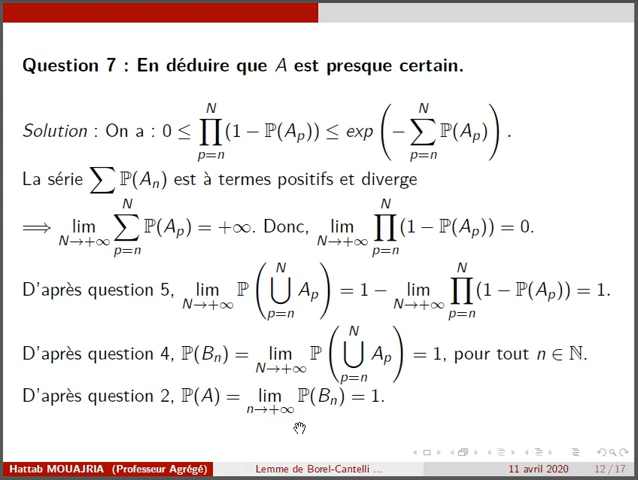 Question 7 : En déduire que A est presque certain.
Solution : On a : 0 ≤ ∏_{p=n}^{N} (1 − ℙ(A_p)) ≤ exp(−∑_{p=n}^{N} ℙ(A_p)).
La série ∑ ℙ(A_n) est à termes positifs et diverge
⟹ lim_{N→+∞} ∑_{p=n}^{N} ℙ(A_p) = +∞. Donc, lim_{N→+∞} ∏_{p=n}^{N} (1 − ℙ(A_p)) = 0.
D'après question 5, lim_{N→+∞} ℙ(⋃_{p=n}^{N} A_p) = 1 − lim_{N→+∞} ∏_{p=n}^{N} (1 − ℙ(A_p)) = 1.
D'après question 4, ℙ(B_n) = lim_{N→+∞} ℙ(⋃_{p=n}^{N} A_p) = 1, pour tout n ∈ ℕ.
D'après question 2, ℙ(A) = lim_{n→+∞} ℙ(B_n) = 1.
Hattab MOUAJRIA (Professeur Agrégé) Lemme de Borel-Cantelli ... 11 avril 2020 12 / 17